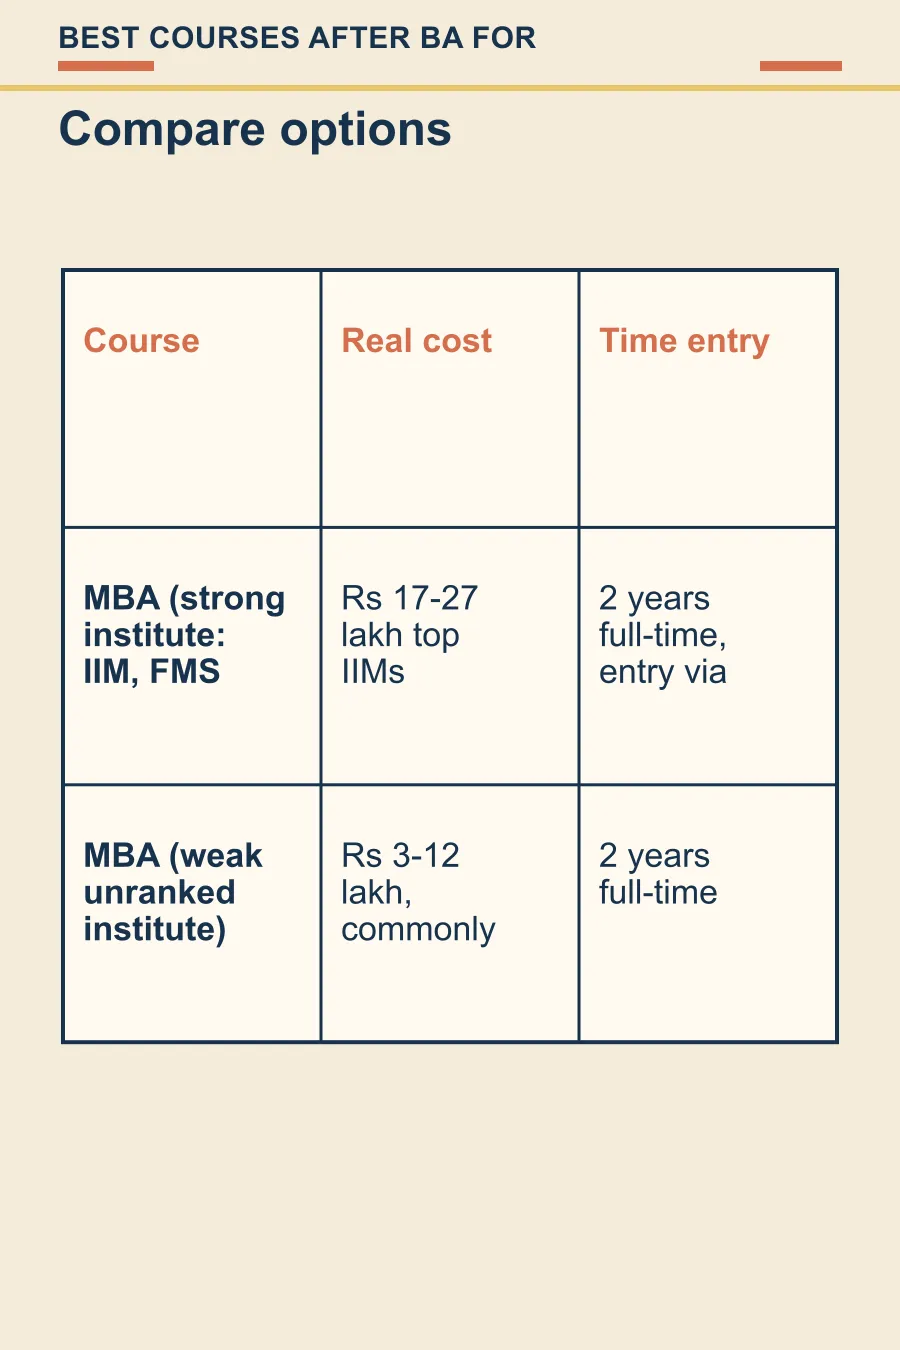 BEST COURSES AFTER BA FOR
Compare options
Course
Real cost
Time entry
MBA (strong
institute:
IIM, FMS
Rs 17-27
lakh top
IIMs
2 years
full-time,
entry via
MBA (weak
unranked
institute)
Rs 3-12
lakh,
commonly
2 years
full-time